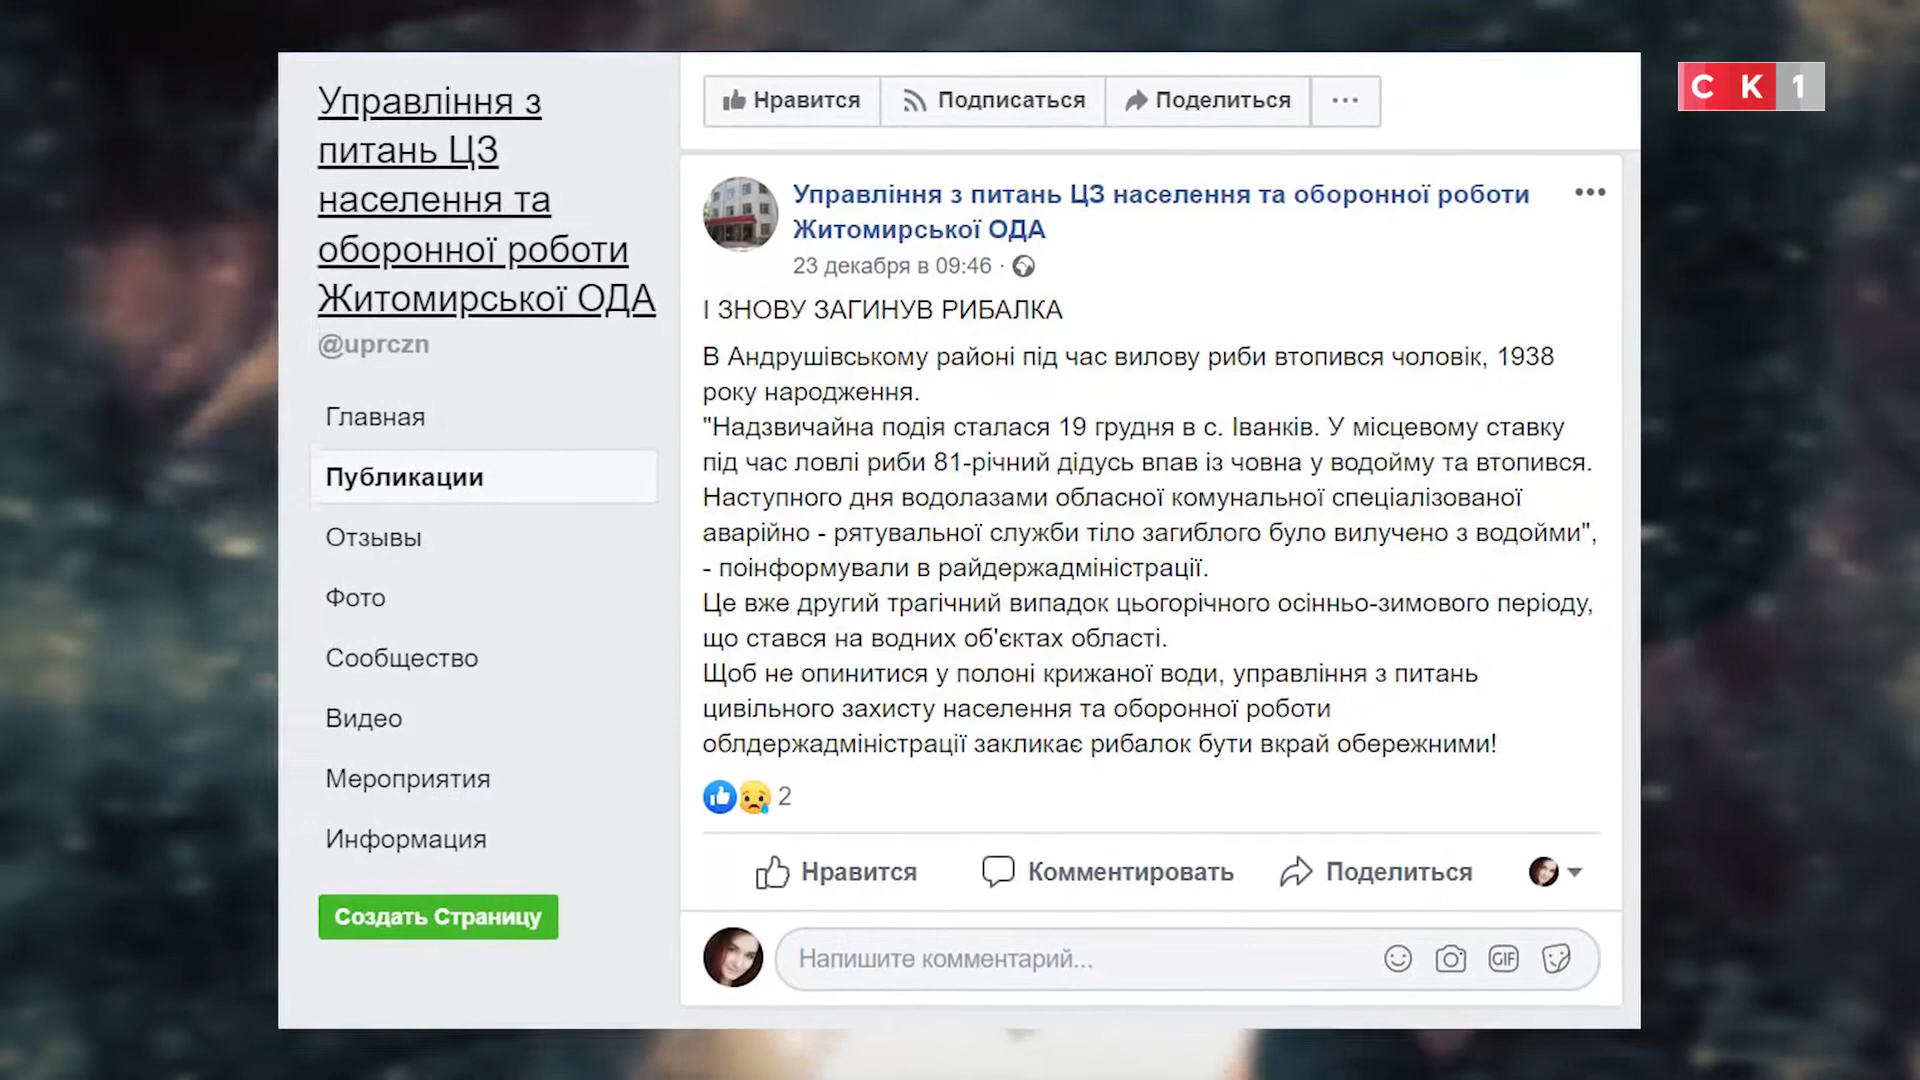 Управління з
питань ЦЗ
населення та
оборонної роботи
Житомирської ОДА
@uprczn
Главная
Публикации
Отзывы
Фото
Сообщество
Видео
Мероприятия
Информация
Создать Страницу
Нравится Подписаться Поделиться ...
СК1
Управління з питань ЦЗ населення та оборонної роботи
Житомирської ОДА
23 декабря в 09:46 ·
І ЗНОВУ ЗАГИНУВ РИБАЛКА
В Андрушівському районі під час вилову риби втопився чоловік, 1938
року народження.
"Надзвичайна подія сталася 19 грудня в с. Іванків. У місцевому ставку
під час ловлі риби 81-річний дідусь впав із човна у водойму та втопився.
Наступного дня водолазами обласної комунальної спеціалізованої
аварійно - рятувальної служби тіло загиблого було вилучено з водойми",
- поінформували в райдержадміністрації.
Це вже другий трагічний випадок цьогорічного осінньо-зимового періоду,
що стався на водних об'єктах області.
Щоб не опинитися у полоні крижаної води, управління з питань
цивільного захисту населення та оборонної роботи
облдержадміністрації закликає рибалок бути вкрай обережними!
2
Нравится Комментировать Поделиться
Напишите комментарий...
GIF